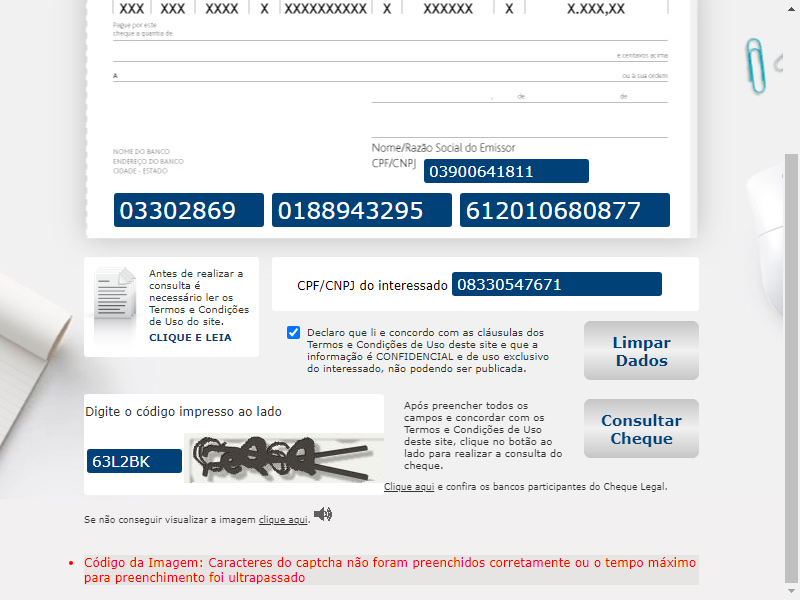 XXX XXX XXXX X XXXXXXXXXX X XXXXXX X X.XXX,XX
Pague por este
cheque a quantia de
e centavos acima
A ou à sua ordem
, de de
NOME DO BANCO
ENDEREÇO DO BANCO
CIDADE - ESTADO
Nome/Razão Social do Emissor
CPF/CNPJ 03900641811
03302869 0188943295 612010680877
Antes de realizar a
consulta é
necessário ler os
Termos e Condições
de Uso do site.
CLIQUE E LEIA
CPF/CNPJ do interessado 08330547671
Declaro que li e concordo com as cláusulas dos
Termos e Condições de Uso deste site e que a
informação é CONFIDENCIAL e de uso exclusivo
do interessado, não podendo ser publicada.
Limpar
Dados
Digite o código impresso ao lado
63L2BK
Após preencher todos os
campos e concordar com os
Termos e Condições de Uso
deste site, clique no botão ao
lado para realizar a consulta do
cheque.
Consultar
Cheque
Clique aqui e confira os bancos participantes do Cheque Legal.
Se não conseguir visualizar a imagem clique aqui.
• Código da Imagem: Caracteres do captcha não foram preenchidos corretamente ou o tempo máximo
para preenchimento foi ultrapassado